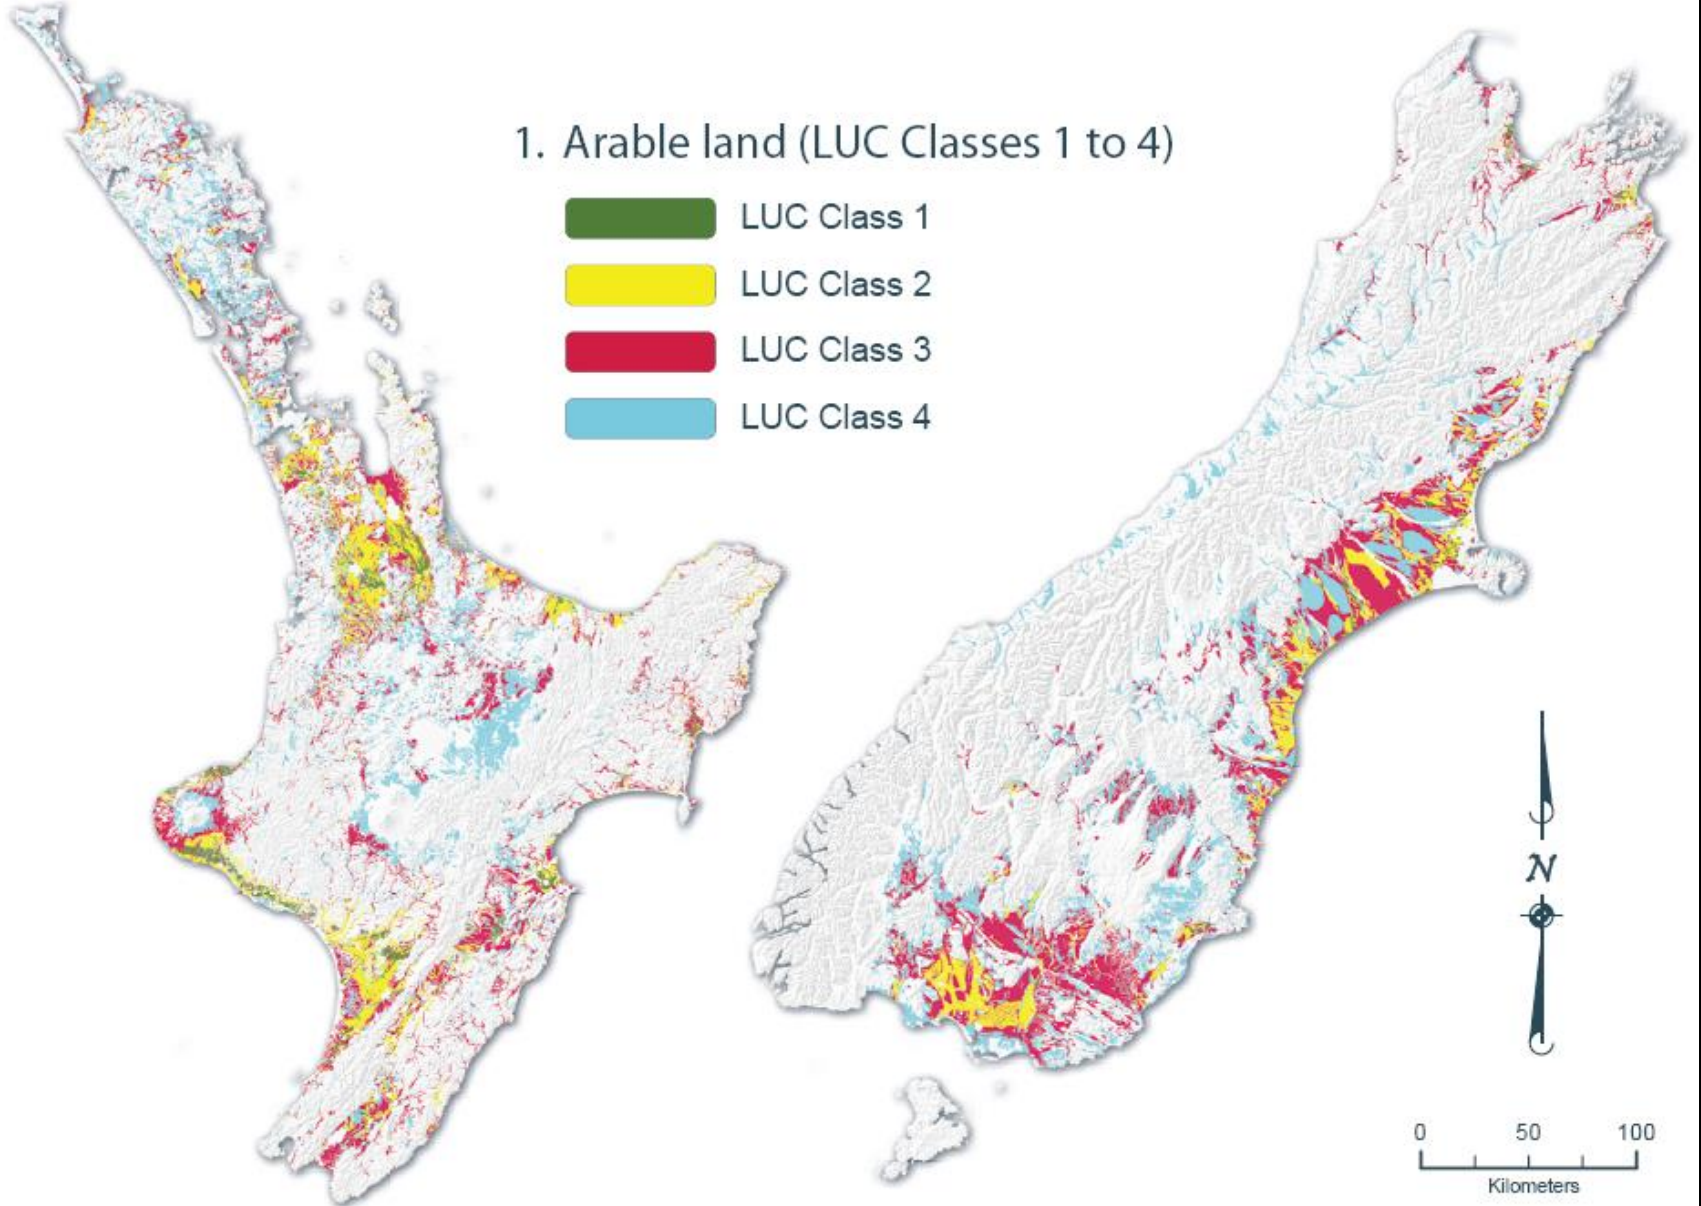 1. Arable land (LUC Classes 1 to 4)
LUC Class 1
LUC Class 2
LUC Class 3
LUC Class 4
N
0 50 100
Kilometers